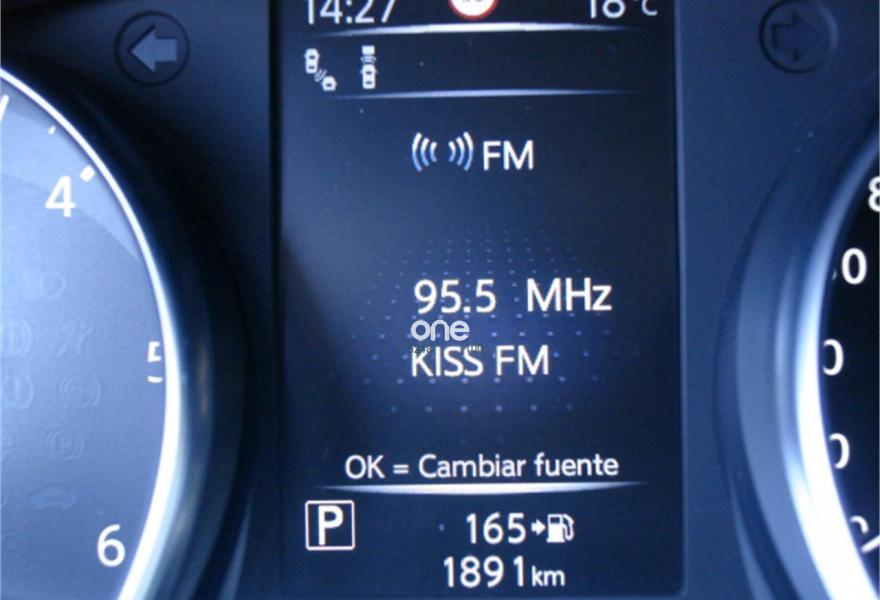 14:27 18°C
FM
4
95.5 MHz
one
KISS FM
5
OK = Cambiar fuente
P 165
6
1891 km